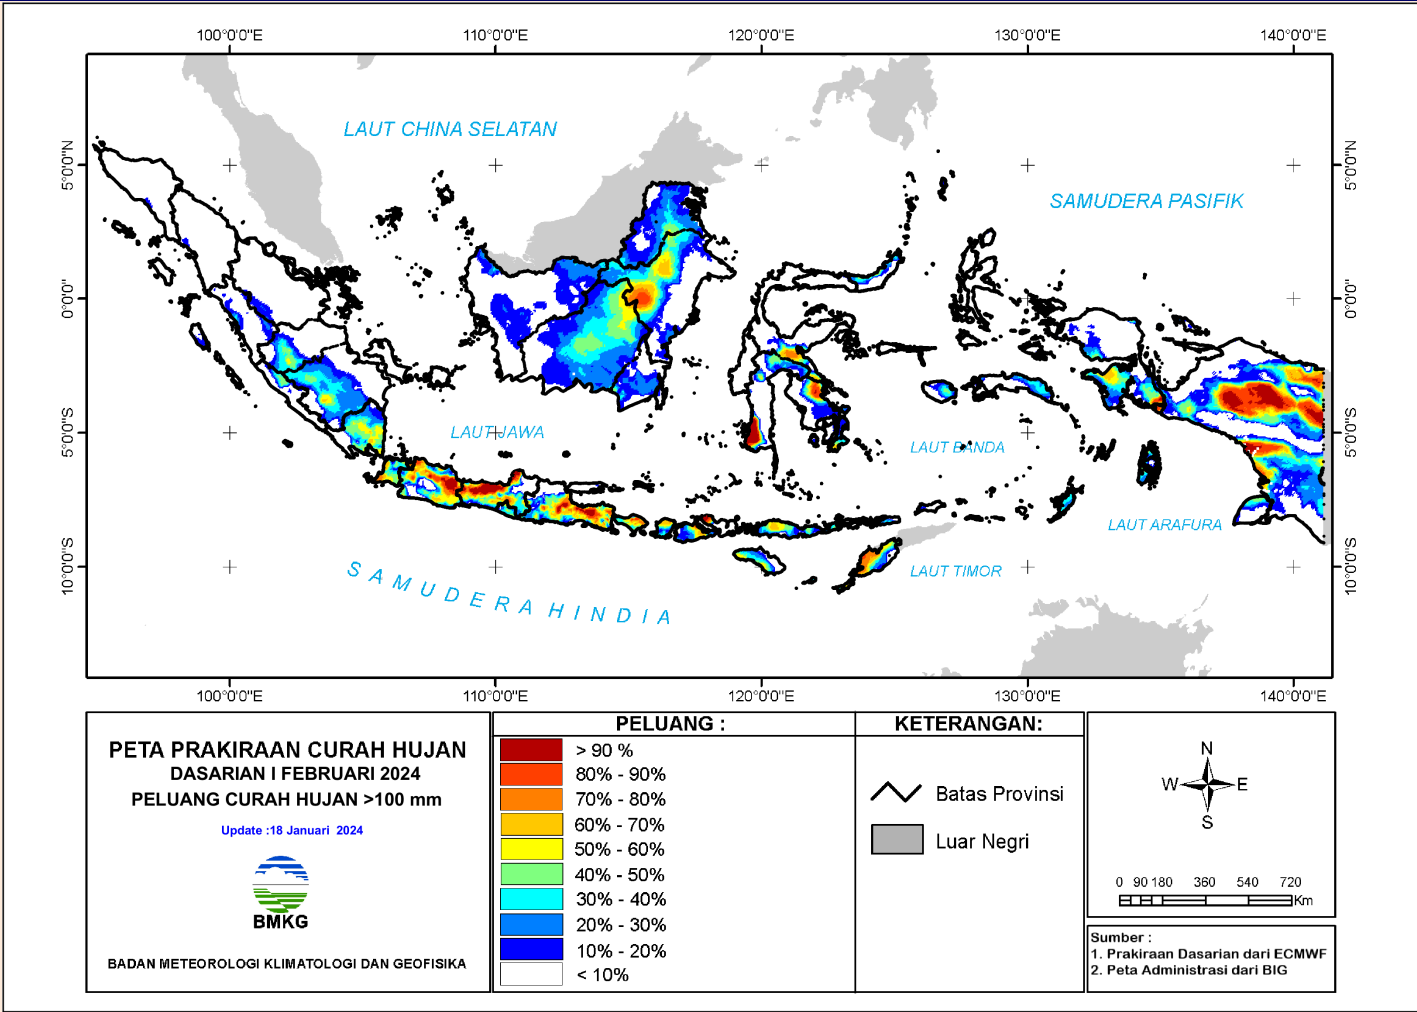 100°0'0"E 110°0'0"E 120°0'0"E 130°0'0"E 140°0'0"E
LAUT CHINA SELATAN
5°0'0"N 5°0'0"N
SAMUDERA PASIFIK
0°0'0" 0°0'0"
5°0'0"S 5°0'0"S
LAUT JAWA
LAUT BANDA
LAUT ARAFURA
10°0'0"S 10°0'0"S
LAUT TIMOR
SAMUDERA HINDIA
100°0'0"E 110°0'0"E 120°0'0"E 130°0'0"E 140°0'0"E
PETA PRAKIRAAN CURAH HUJAN
DASARIAN I FEBRUARI 2024
PELUANG CURAH HUJAN >100 mm
Update :18 Januari 2024
BMKG
BADAN METEOROLOGI KLIMATOLOGI DAN GEOFISIKA
PELUANG :
> 90 %
80% - 90%
70% - 80%
60% - 70%
50% - 60%
40% - 50%
30% - 40%
20% - 30%
10% - 20%
< 10%
KETERANGAN:
Batas Provinsi
Luar Negri
N
W E
S
0 90 180 360 540 720
Km
Sumber :
1. Prakiraan Dasarian dari ECMWF
2. Peta Administrasi dari BIG